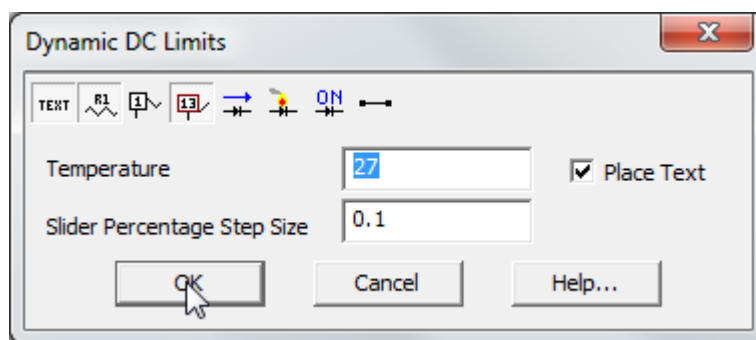 Dynamic DC Limits
TEXT R1 1 13 ON
Temperature 27 Place Text
Slider Percentage Step Size 0.1
OK Cancel Help...